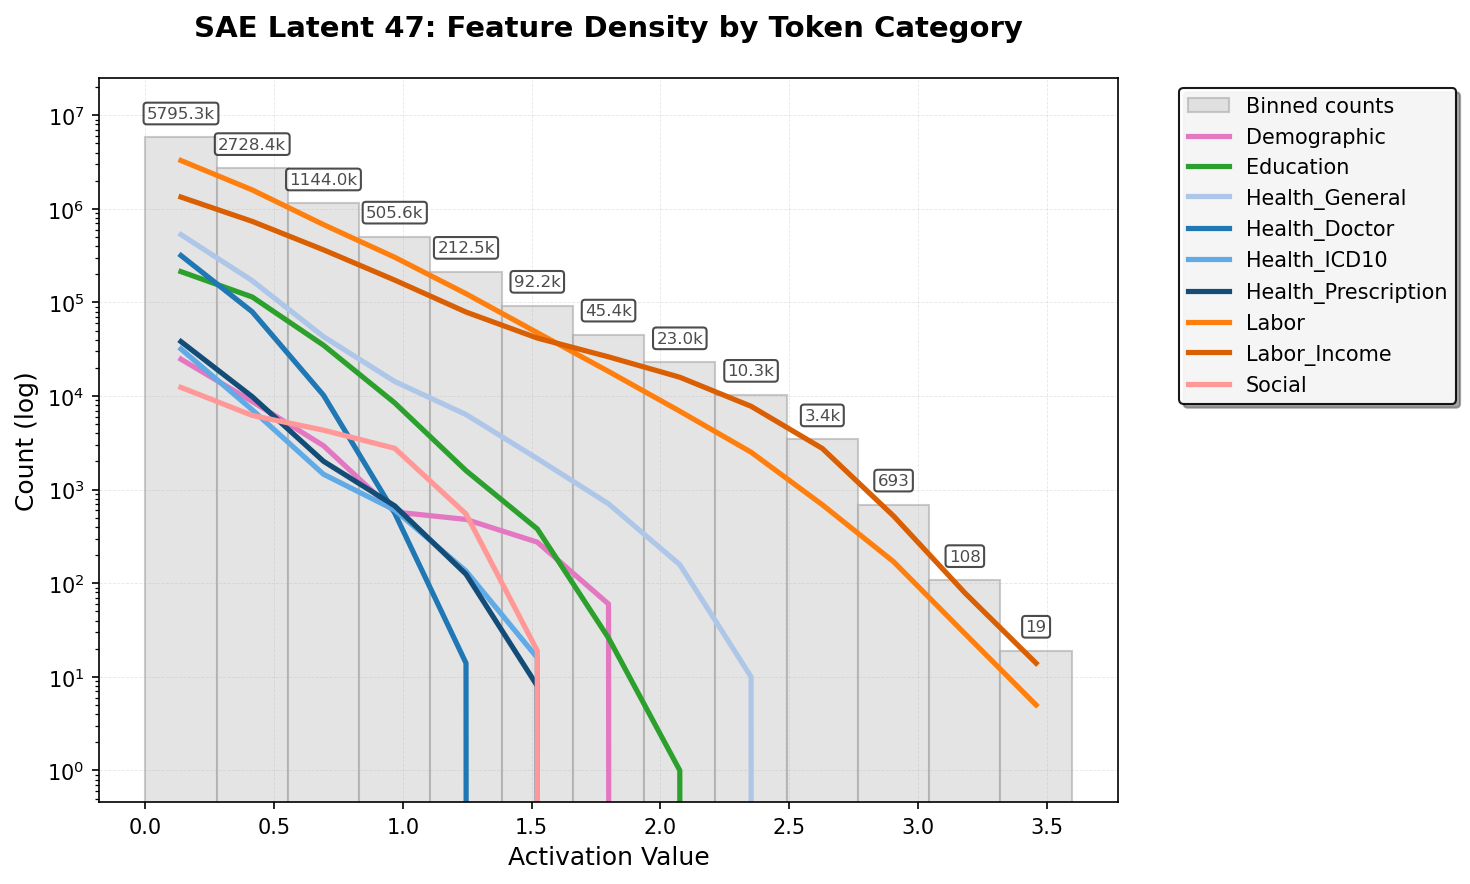 SAE Latent 47: Feature Density by Token Category
Count (log)
10⁷
10⁶
10⁵
10⁴
10³
10²
10¹
10⁰
5795.3k
2728.4k
1144.0k
505.6k
212.5k
92.2k
45.4k
23.0k
10.3k
3.4k
693
108
19
0.0 0.5 1.0 1.5 2.0 2.5 3.0 3.5
Activation Value
Binned counts
Demographic
Education
Health_General
Health_Doctor
Health_ICD10
Health_Prescription
Labor
Labor_Income
Social